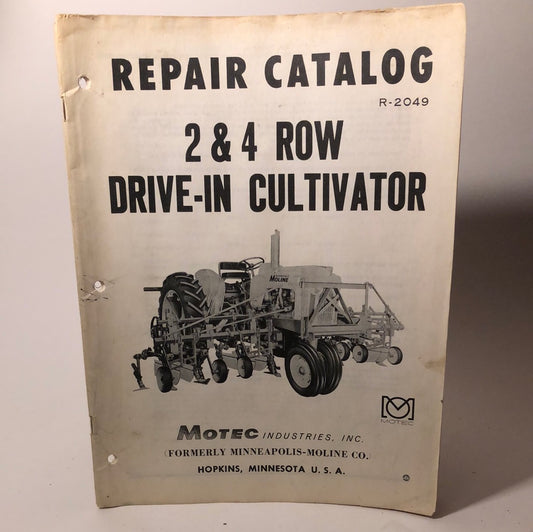 REPAIR CATALOG
R-2049
2 & 4 ROW
DRIVE-IN CULTIVATOR
MOLINE
MOTEC
MOTEC INDUSTRIES, INC.
(FORMERLY MINNEAPOLIS-MOLINE CO.)
HOPKINS, MINNESOTA U. S. A.